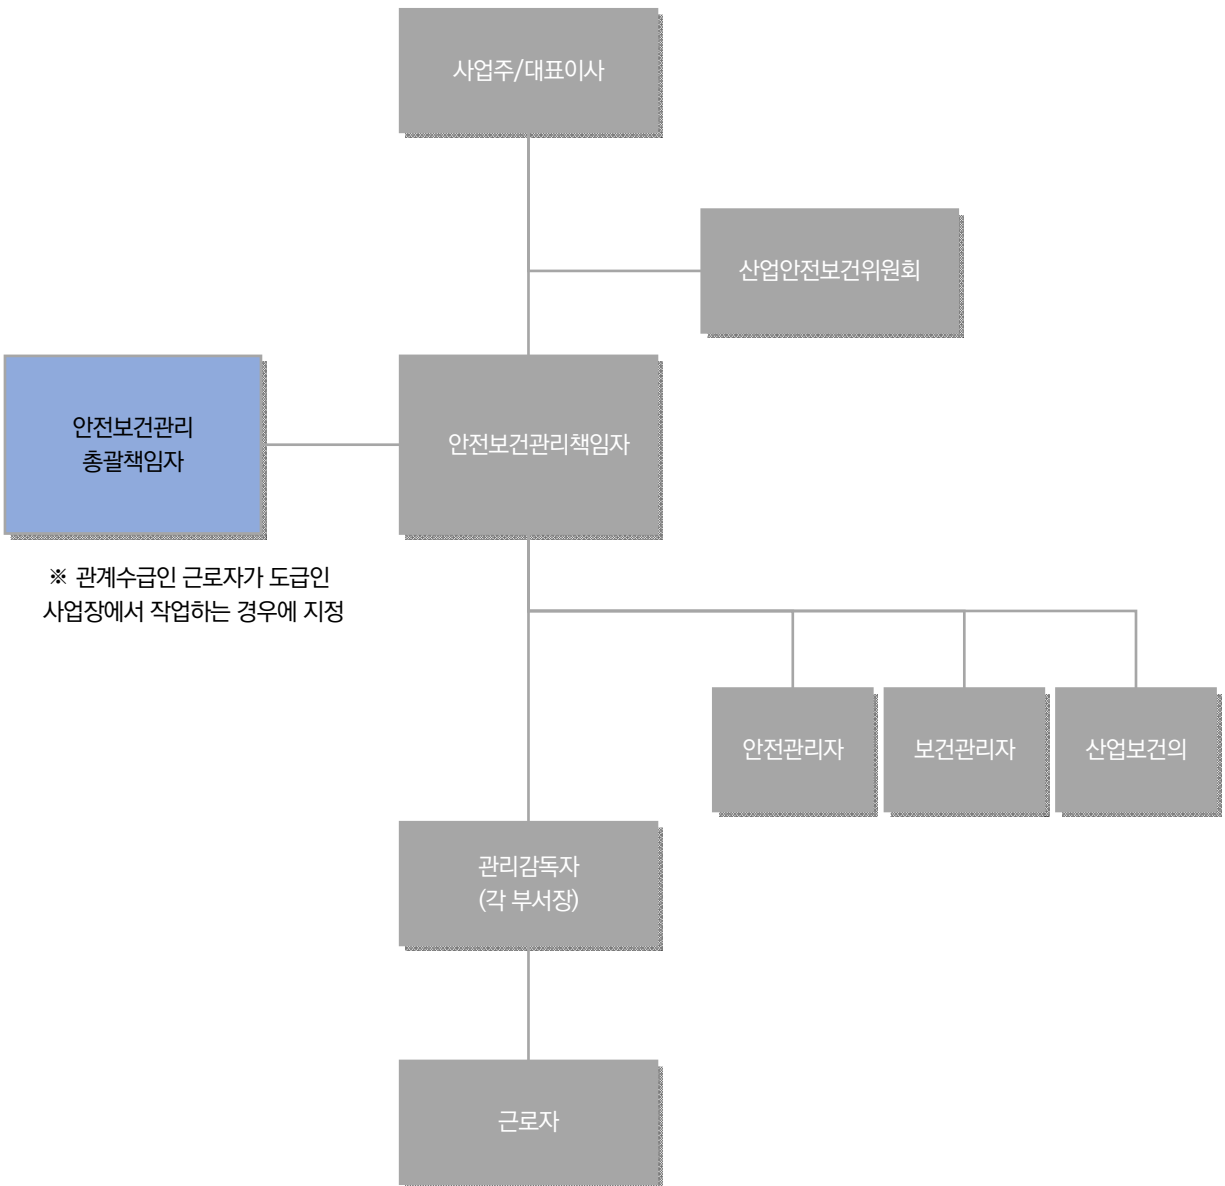 사업주/대표이사
산업안전보건위원회
안전보건관리
총괄책임자
안전보건관리책임자
※ 관계수급인 근로자가 도급인
사업장에서 작업하는 경우에 지정
안전관리자
보건관리자
산업보건의
관리감독자
(각 부서장)
근로자